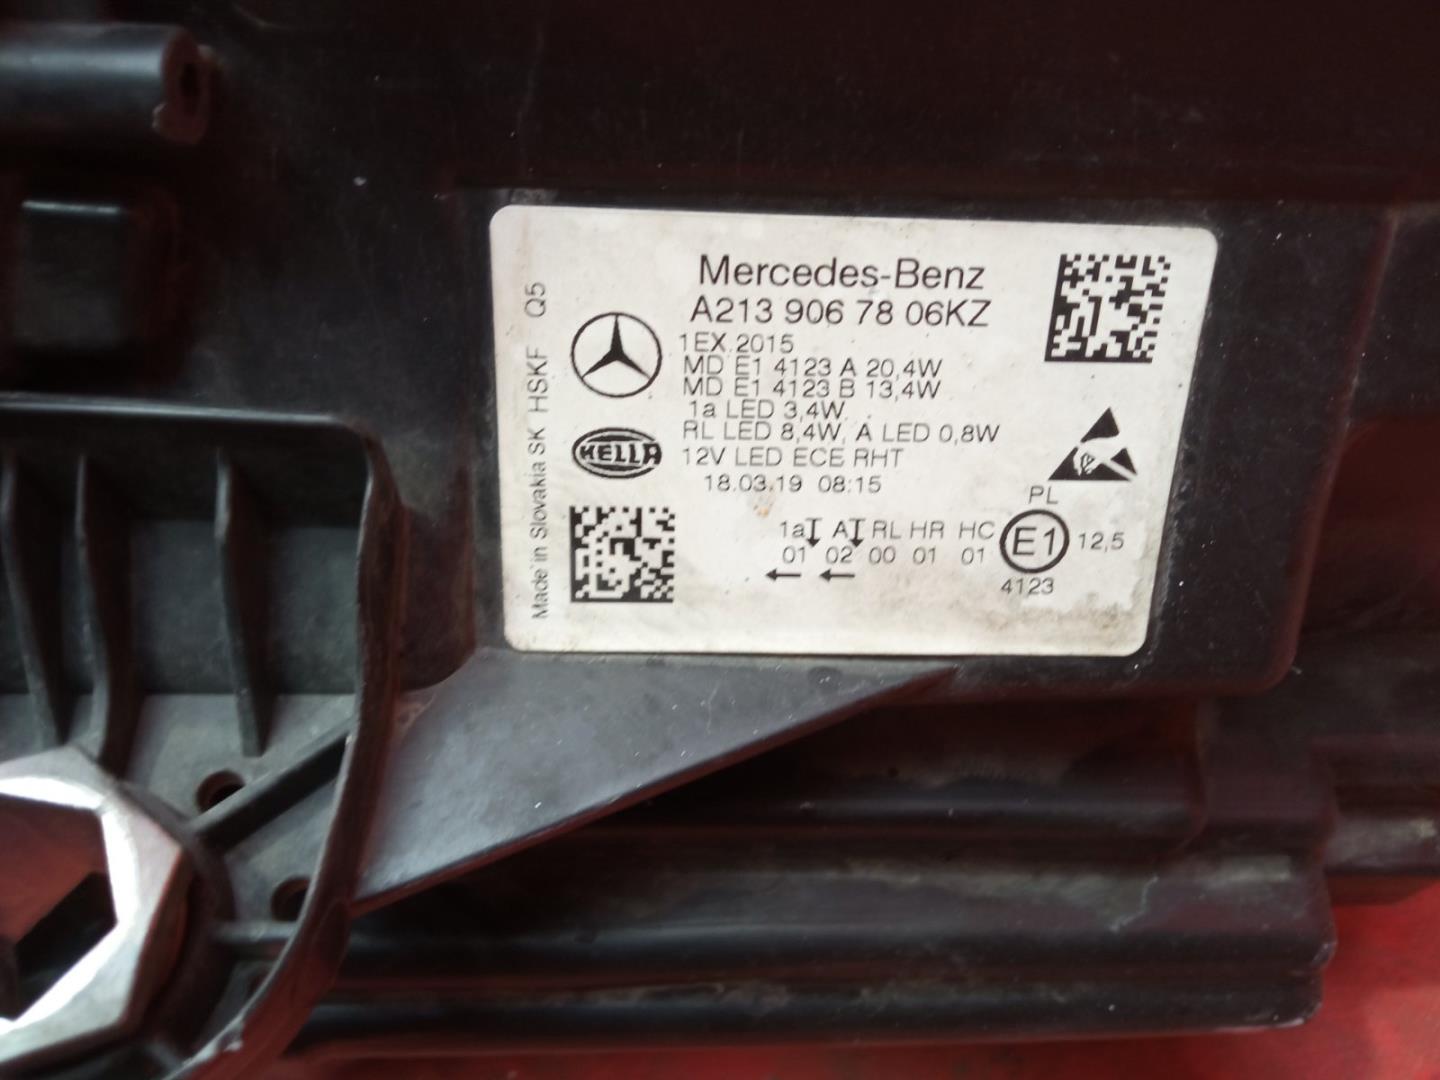 Mercedes-Benz
A213 906 78 06KZ
1EX.2015
MD E1 4123 A 20,4W
MD E1 4123 B 13,4W
1a LED 3,4W
RL LED 8,4W, A LED 0,8W
12V LED ECE RHT
18.03.19 08:15
HELLA
Made in Slovakia SK HSKF Q5
PL
1a A RL HR HC
01 02 00 01 01
E1 12,5
4123